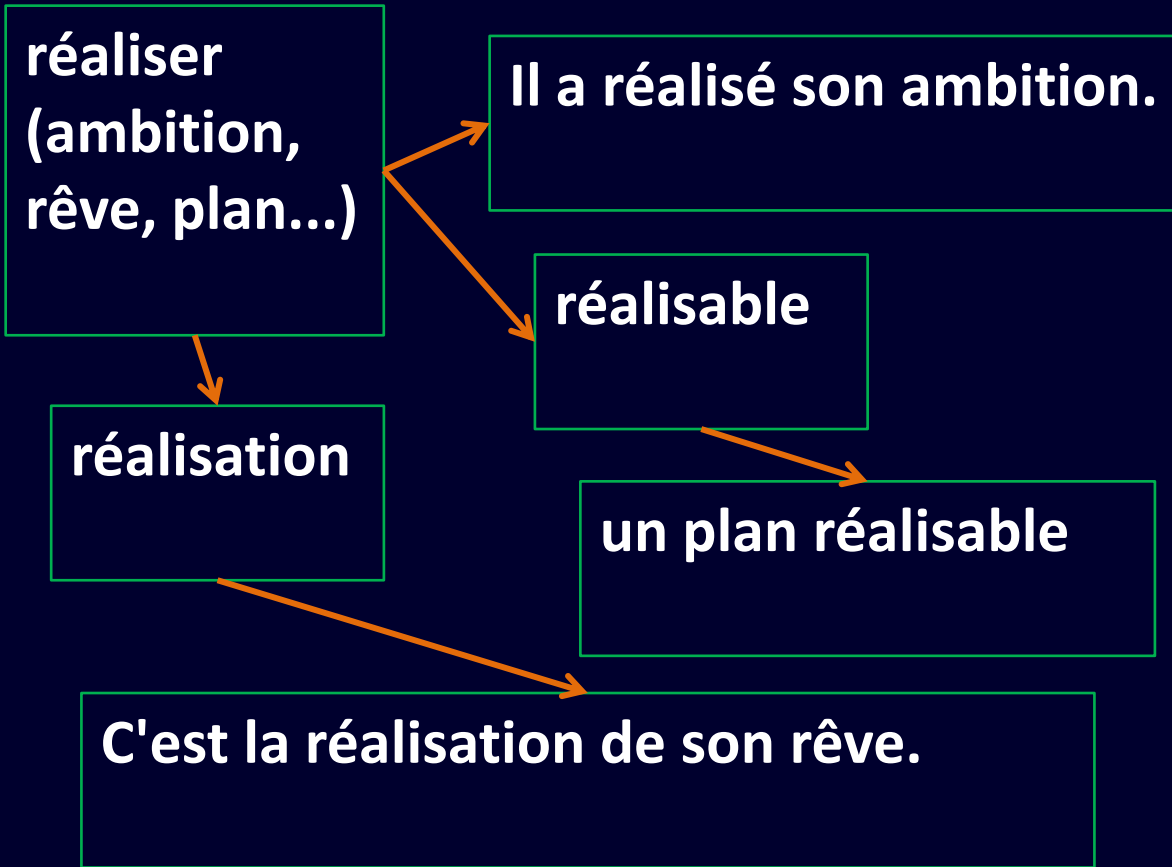 réaliser
(ambition,
rêve, plan...)
Il a réalisé son ambition.
réalisable
réalisation
un plan réalisable
C'est la réalisation de son rêve.